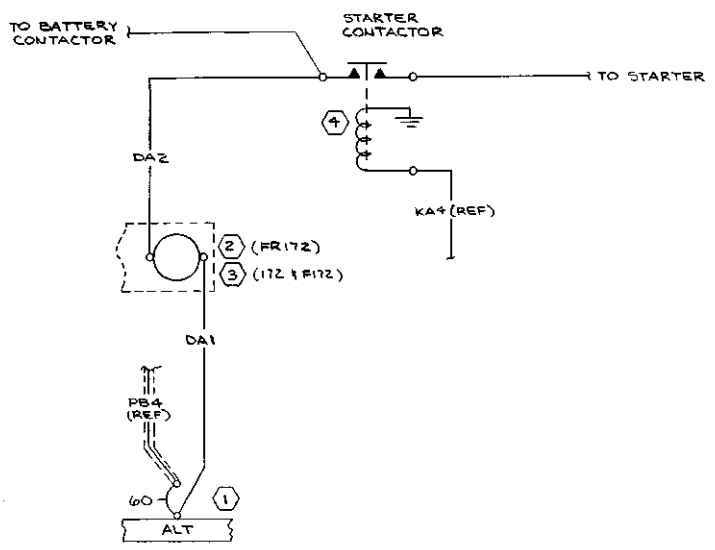 TO BATTERY
CONTACTOR
STARTER
CONTACTOR
TO STARTER
4
DA2
KA4 (REF)
2 (FR172)
3 (172 & F172)
DA1
PB4
(REF)
60
1
ALT